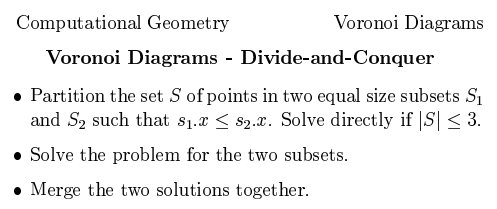 Computational Geometry Voronoi Diagrams
Voronoi Diagrams - Divide-and-Conquer
• Partition the set S of points in two equal size subsets S₁
and S₂ such that s₁.x ≤ s₂.x. Solve directly if |S| ≤ 3.
• Solve the problem for the two subsets.
• Merge the two solutions together.